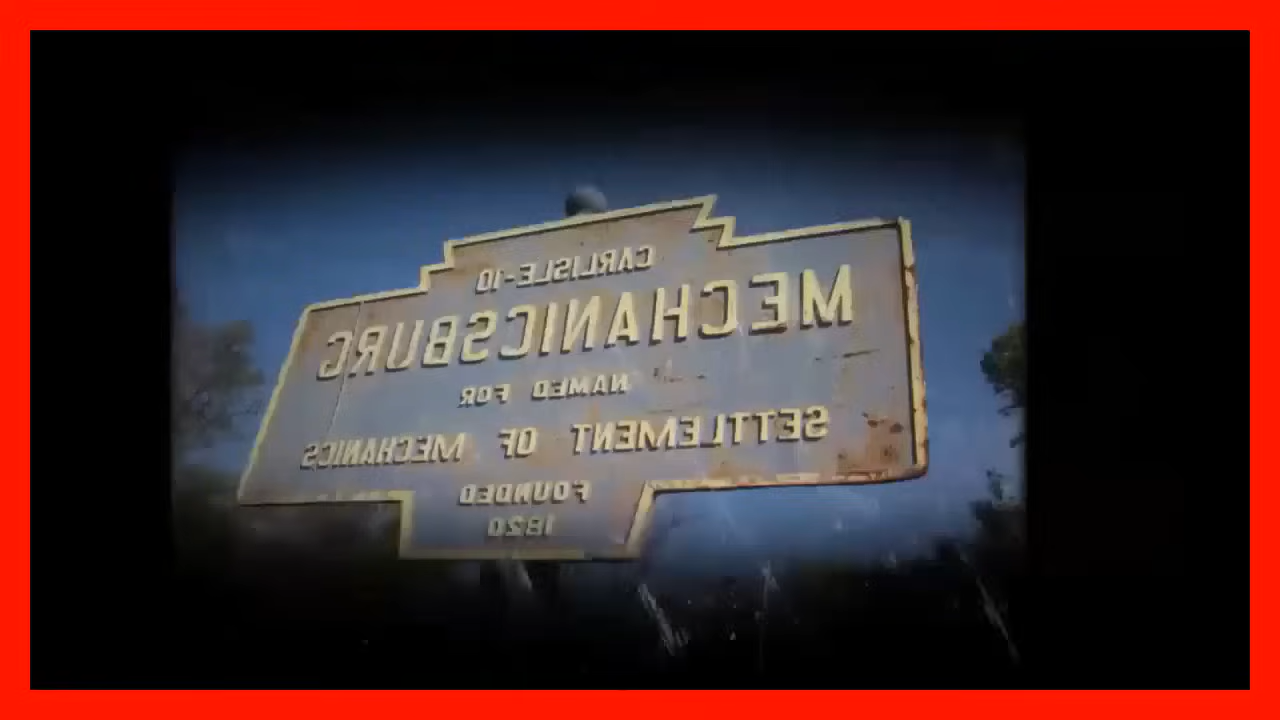 CARLISLE-10
MECHANICSBURG
NAMED FOR
SETTLEMENT OF MECHANICS
FOUNDED
1820